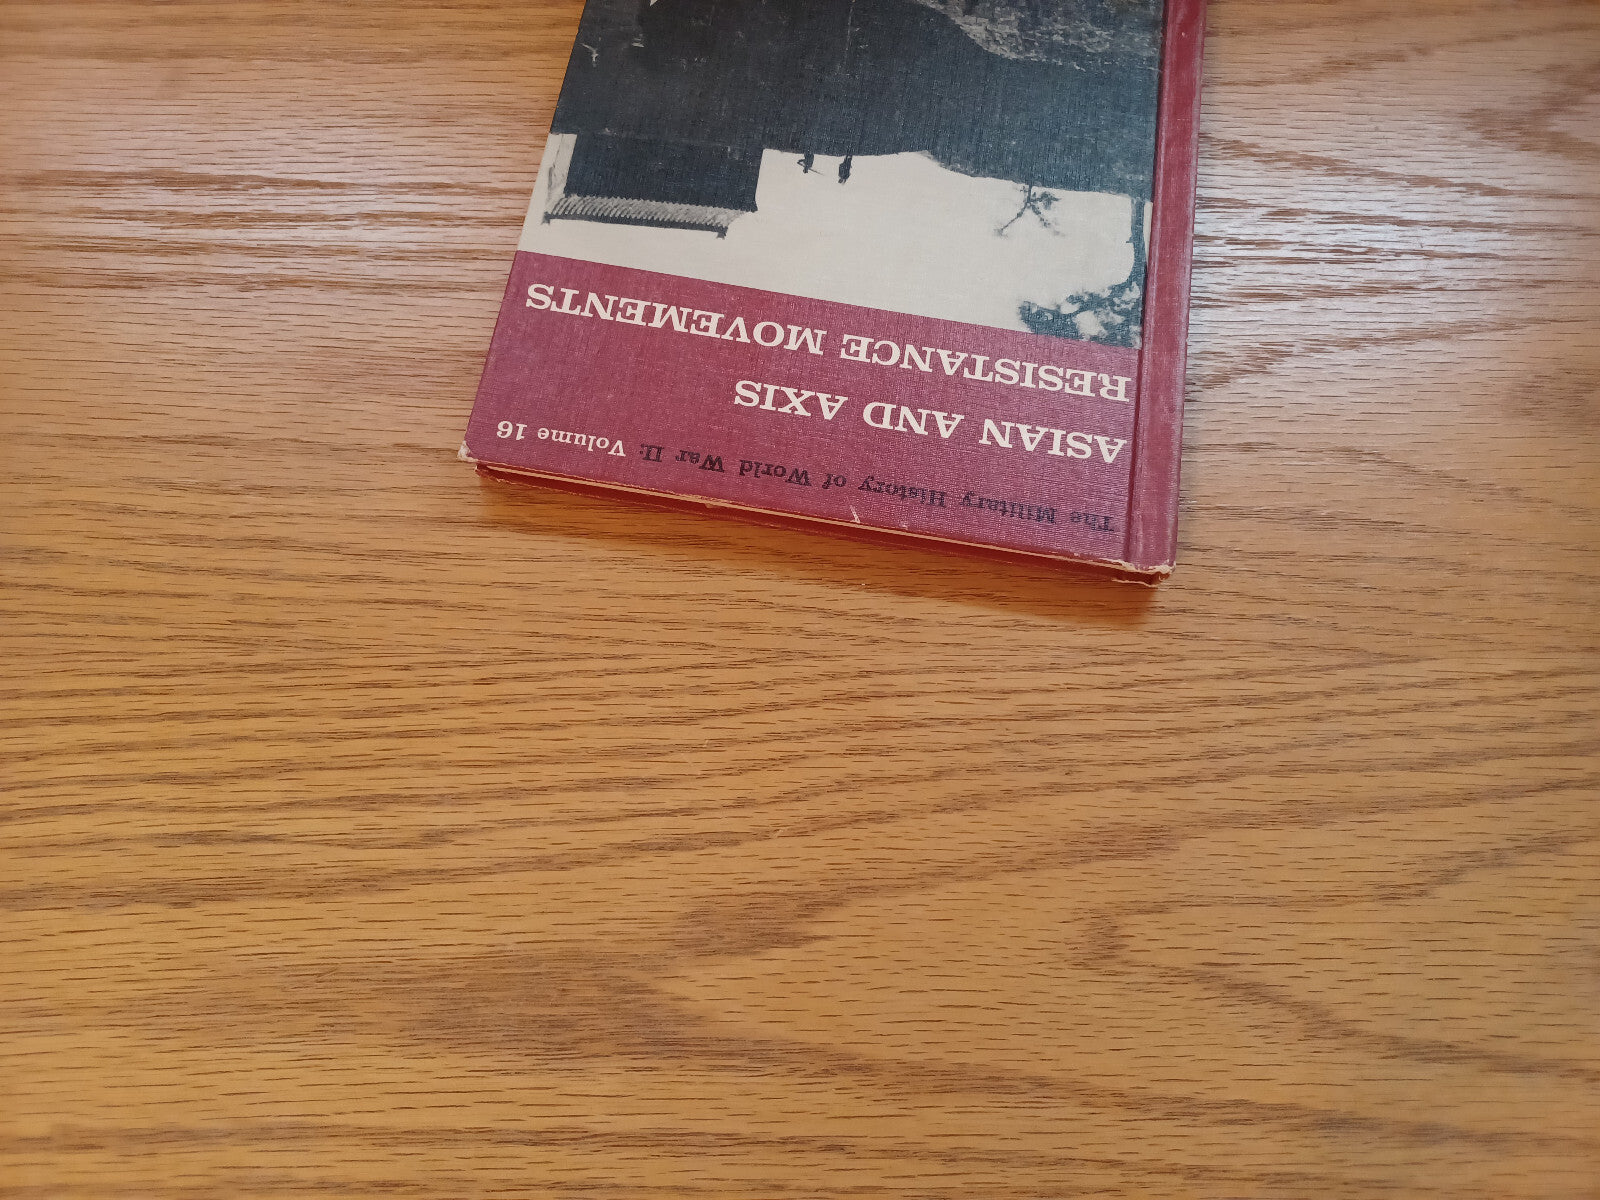 The Military History of World War II: Volume 16
ASIAN AND AXIS
RESISTANCE MOVEMENTS